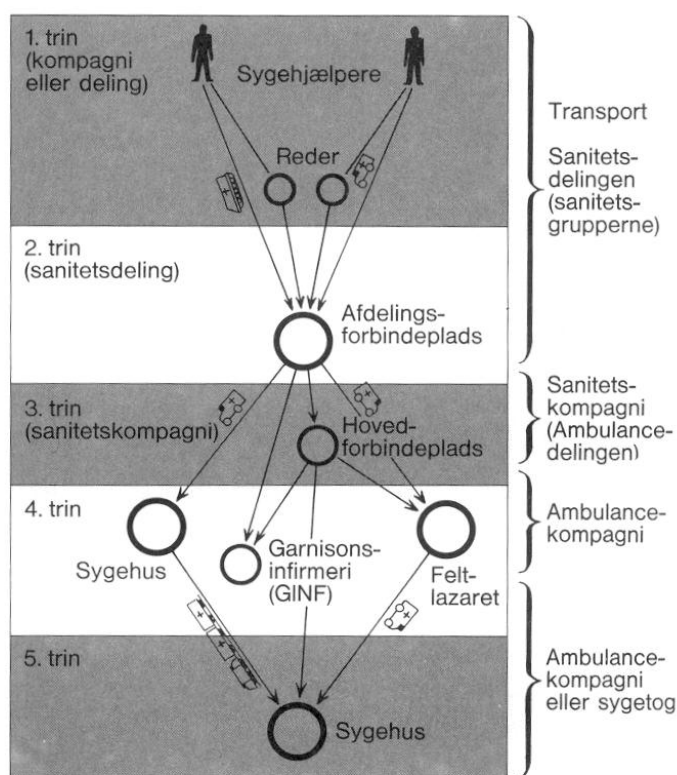 1. trin
(kompagni
eller deling)
Sygehjælpere
Reder
2. trin
(sanitetsdeling)
Afdelings-
forbindeplads
3. trin
(sanitetskompagni)
Hoved-
forbindeplads
4. trin
Sygehus
Garnisons-
infirmeri
(GINF)
Felt-
lazaret
5. trin
Sygehus
Transport
Sanitets-
delingen
(sanitets-
grupperne)
Sanitets-
kompagni
(Ambulance-
delingen)
Ambulance-
kompagni
Ambulance-
kompagni
eller sygetog